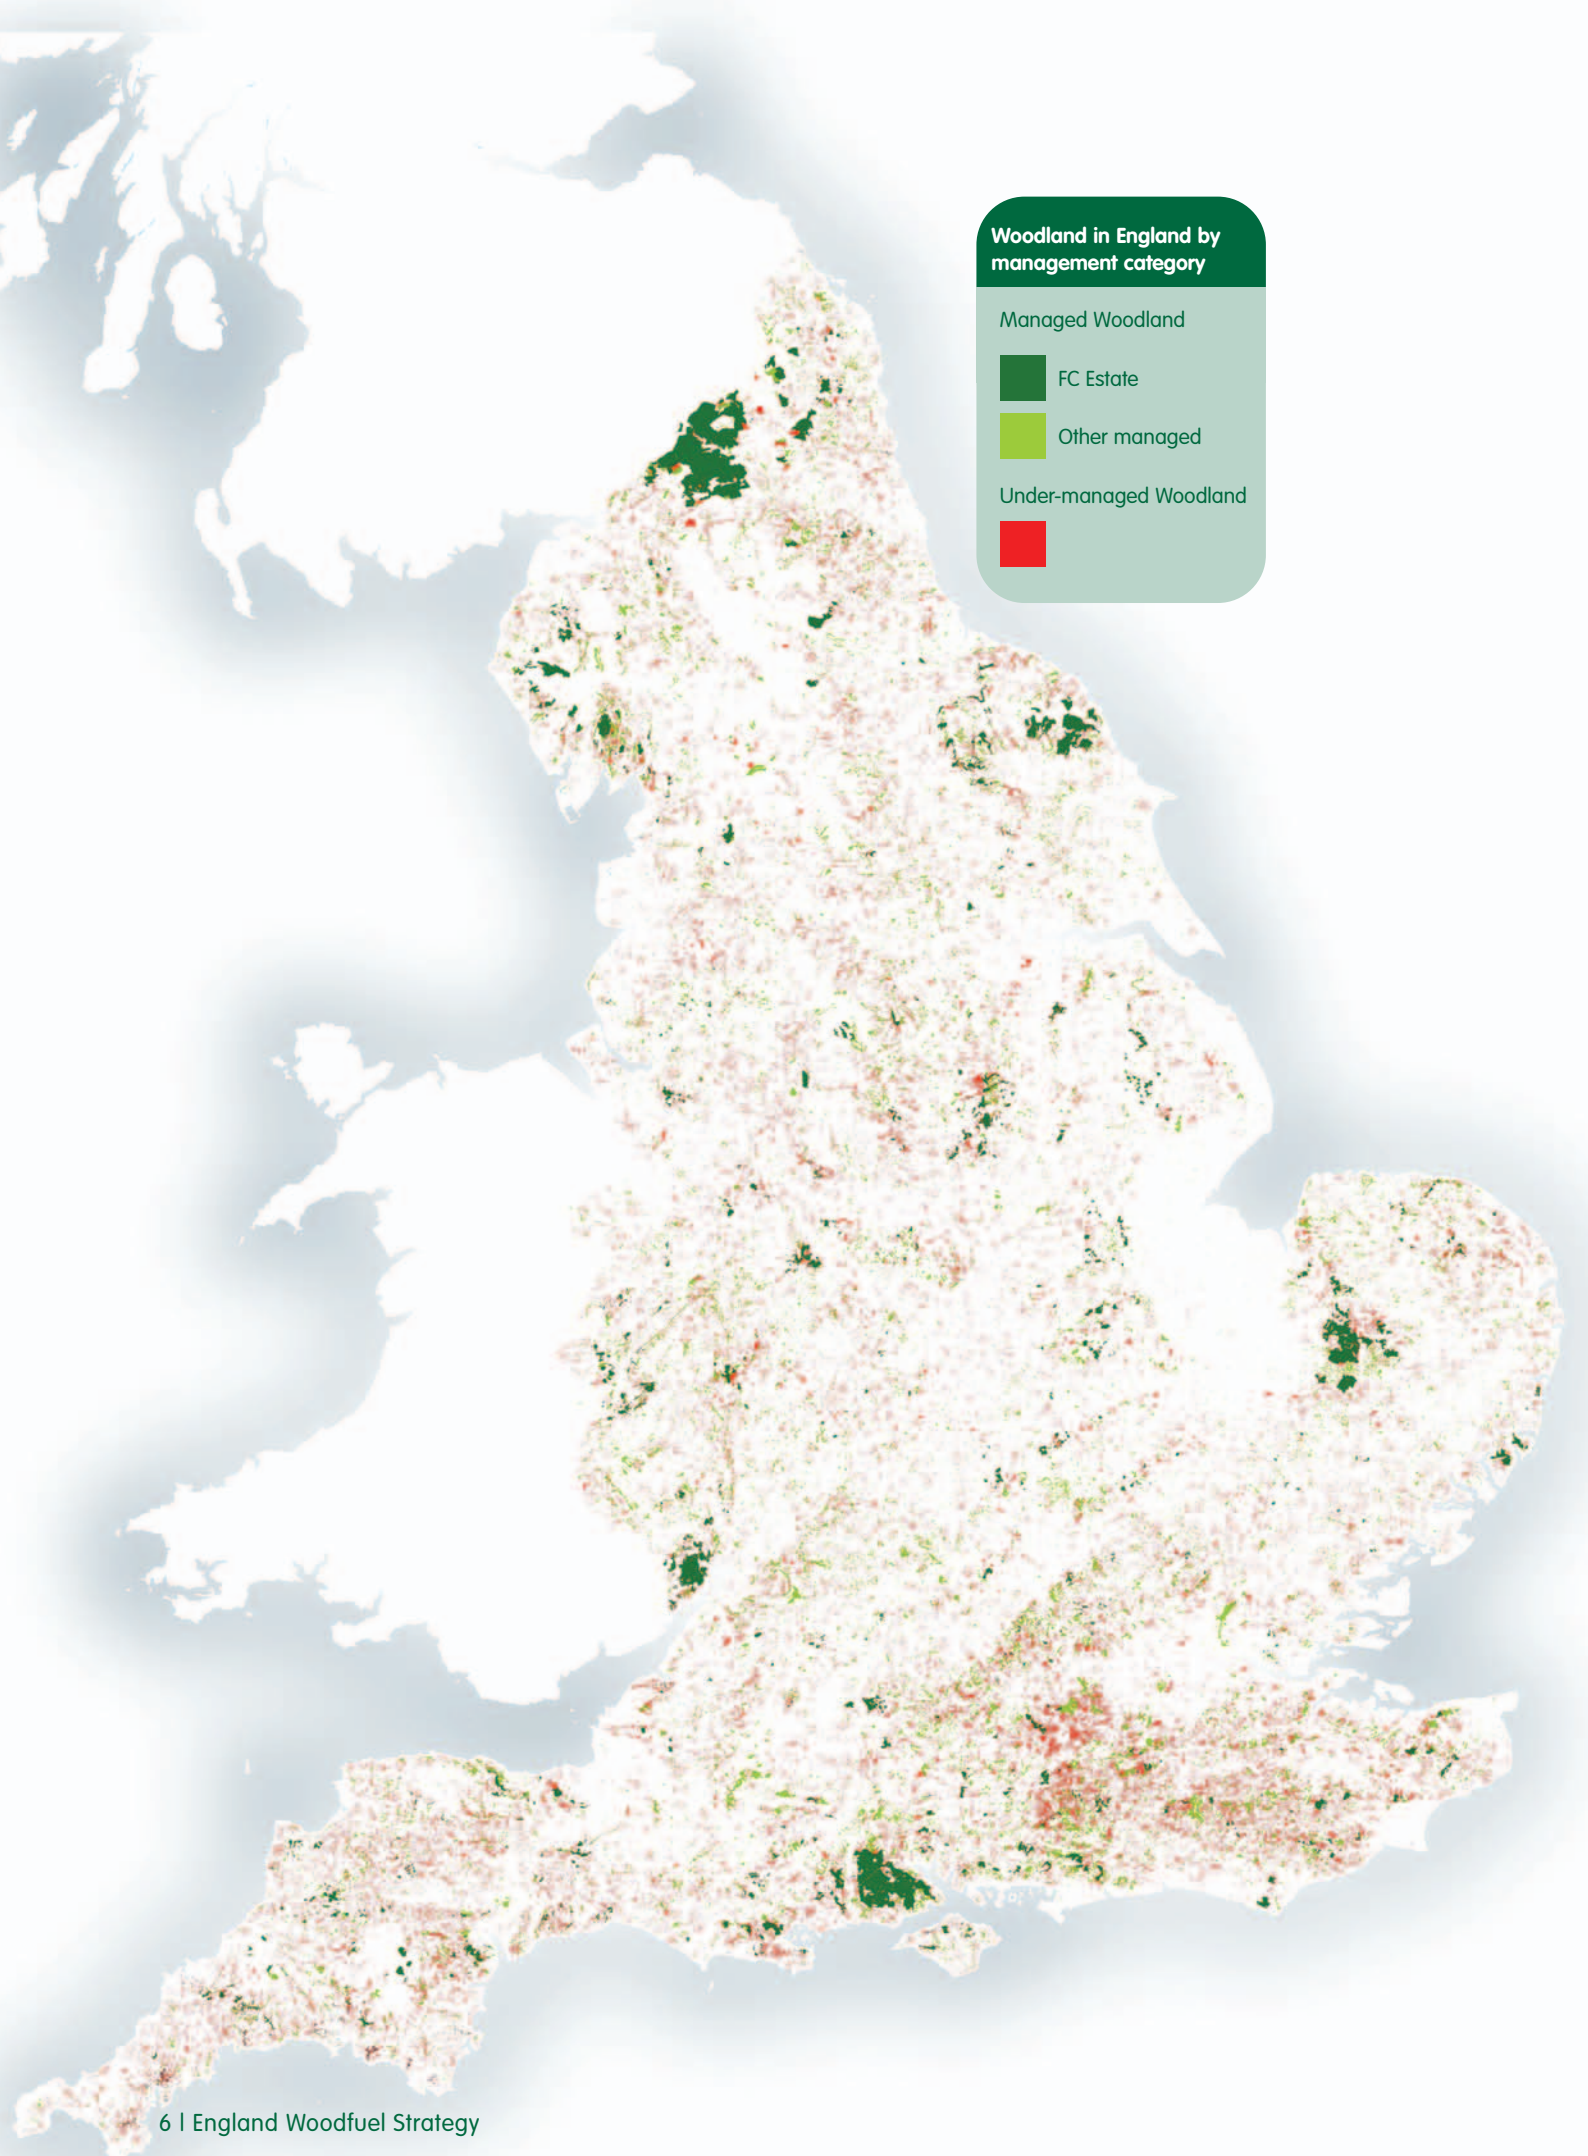 Woodland in England by
management category
Managed Woodland
FC Estate
Other managed
Under-managed Woodland
6 | England Woodfuel Strategy